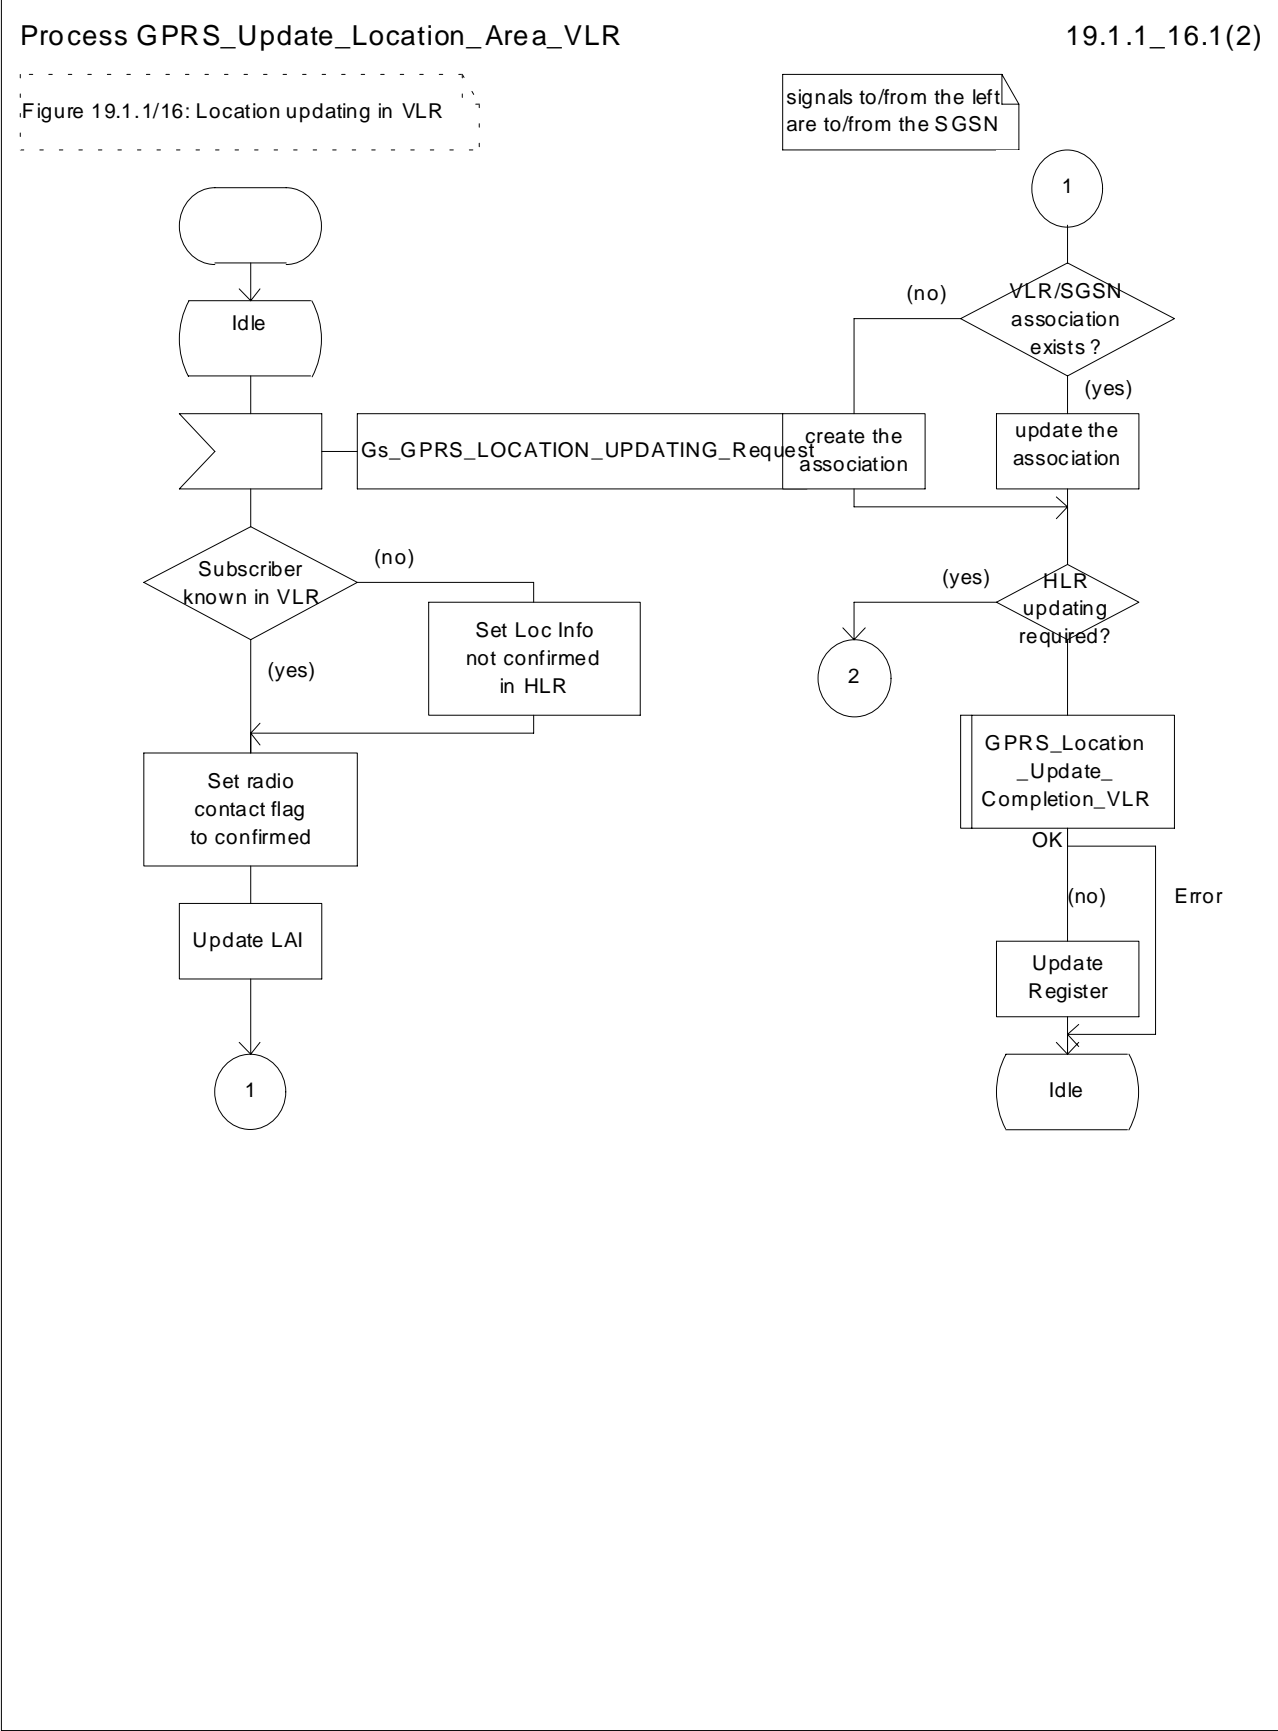 Process GPRS_Update_Location_Area_VLR
19.1.1_16.1(2)
Figure 19.1.1/16: Location updating in VLR
signals to/from the left
are to/from the SGSN
Idle
Gs_GPRS_LOCATION_UPDATING_Request
Subscriber
known in VLR
(no)
Set Loc Info
not confirmed
in HLR
(yes)
Set radio
contact flag
to confirmed
Update LAI
1
1
VLR/SGSN
association
exists ?
(no)
(yes)
create the
association
update the
association
HLR
updating
required?
(yes)
2
GPRS_Location
_Update_
Completion_VLR
OK
(no)
Error
Update
Register
Idle